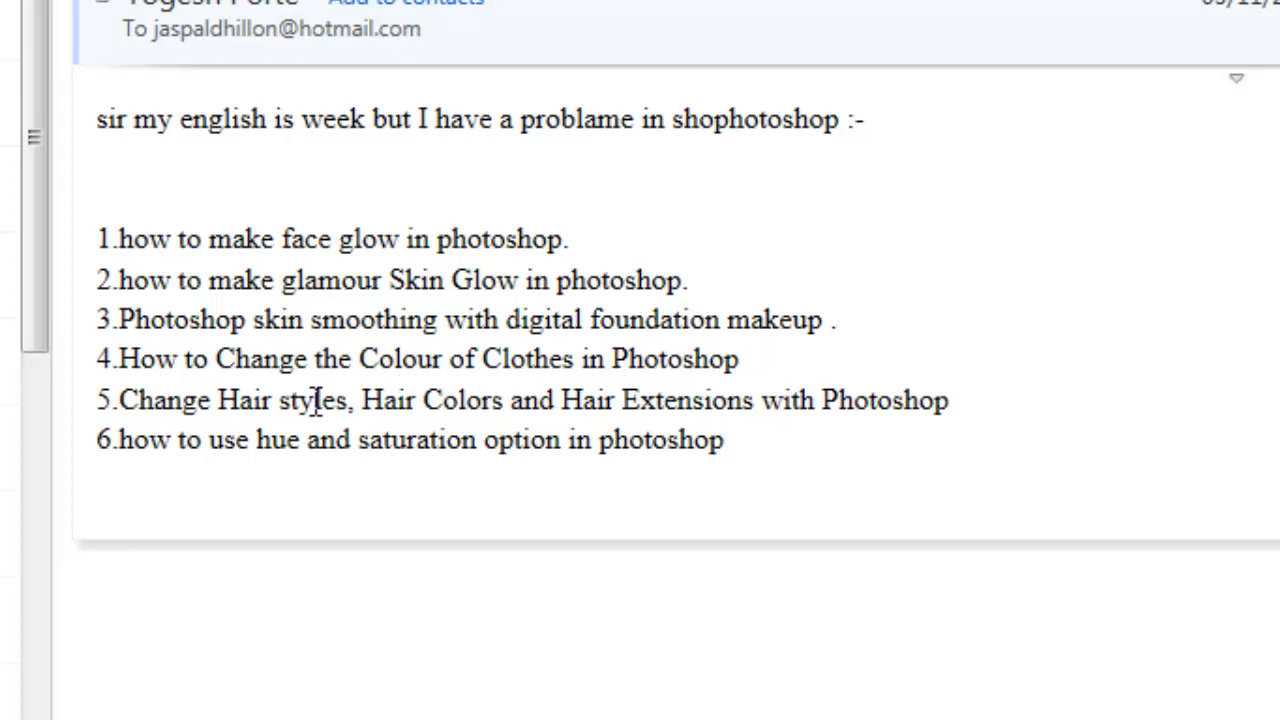 To jaspaldhillon@hotmail.com
sir my english is week but I have a problame in shophotoshop :-
1.how to make face glow in photoshop.
2.how to make glamour Skin Glow in photoshop.
3.Photoshop skin smoothing with digital foundation makeup .
4.How to Change the Colour of Clothes in Photoshop
5.Change Hair styles, Hair Colors and Hair Extensions with Photoshop
6.how to use hue and saturation option in photoshop